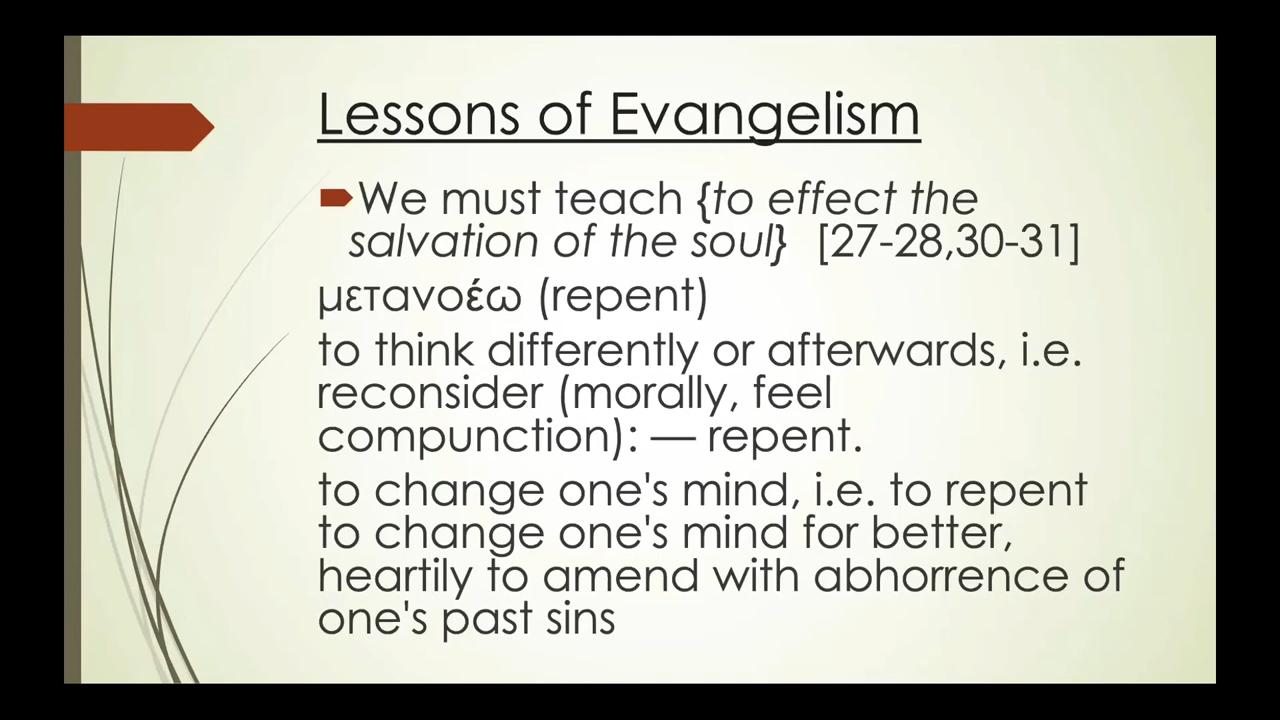 Lessons of Evangelism
We must teach {to effect the
salvation of the soul} [27-28,30-31]
μετανοέω (repent)
to think differently or afterwards, i.e.
reconsider (morally, feel
compunction): — repent.
to change one's mind, i.e. to repent
to change one's mind for better,
heartily to amend with abhorrence of
one's past sins